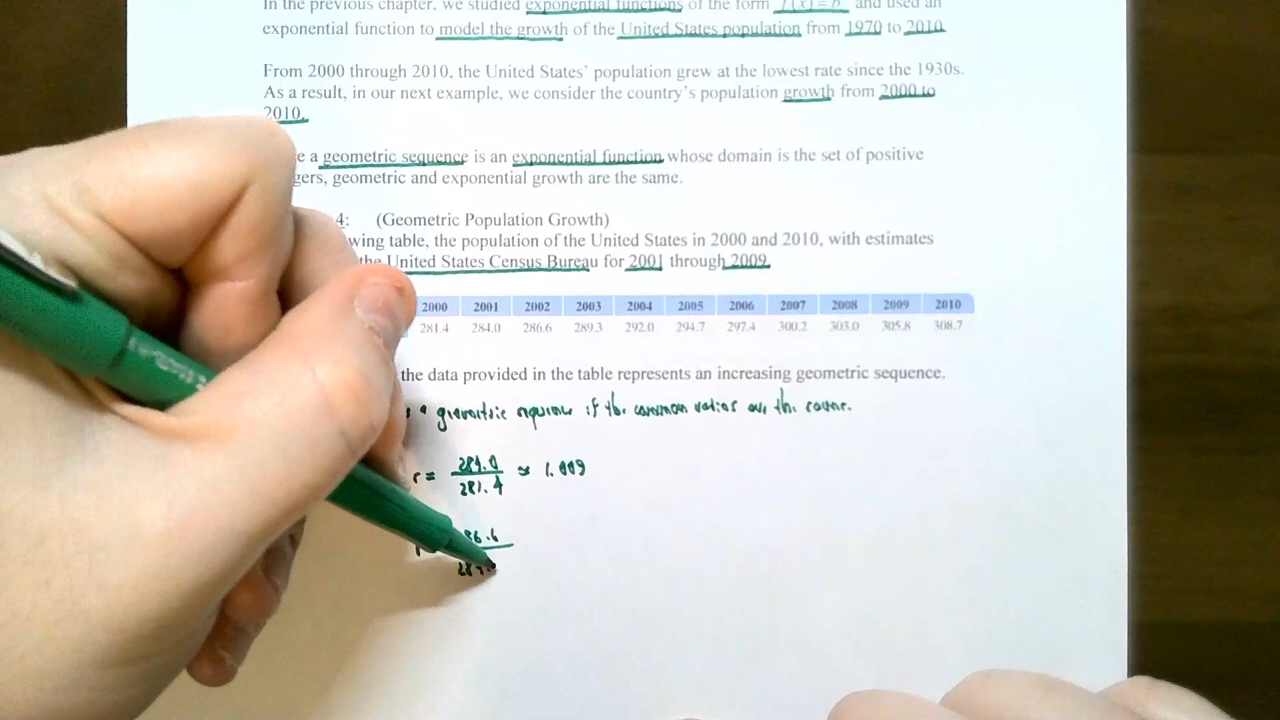 In the previous chapter, we studied exponential functions of the form f(x) = b and used an
exponential function to model the growth of the United States population from 1970 to 2010.
From 2000 through 2010, the United States' population grew at the lowest rate since the 1930s.
As a result, in our next example, we consider the country's population growth from 2000 to
2010.
e a geometric sequence is an exponential function whose domain is the set of positive
gers, geometric and exponential growth are the same.
4: (Geometric Population Growth)
wing table, the population of the United States in 2000 and 2010, with estimates
the United States Census Bureau for 2001 through 2009.
2000 2001 2002 2003 2004 2005 2006 2007 2008 2009 2010
281.4 284.0 286.6 289.3 292.0 294.7 297.4 300.2 303.0 305.8 308.7
the data provided in the table represents an increasing geometric sequence.
a geometric sequence if the common ratios are the same.
r = 284.0 / 281.4 ≈ 1.009
86.6
284.0